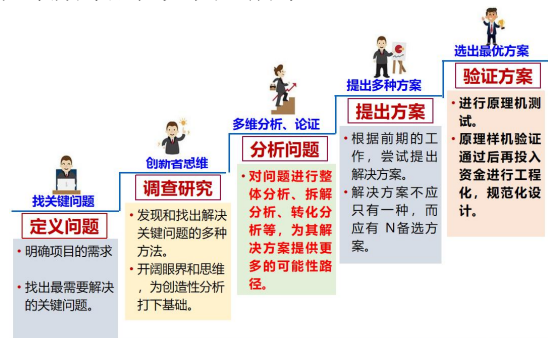 找关键问题
定义问题
• 明确项目的需求
• 找出最需要解决
的关键问题。
创新者思维
调查研究
• 发现和找出解决
关键问题的多种
方法。
• 开阔眼界和思维
，为创造性分析
打下基础。
多维分析、论证
分析问题
• 对问题进行整
体分析、拆解
分析、转化分
析等，为其解
决方案提供更
多的可能性路
径。
提出多种方案
提出方案
• 根据前期的工
作，尝试提出
解决方案。
• 解决方案不应
只有一种，而
应有 N备选方
案。
选出最优方案
验证方案
• 进行原理机测
试。
• 原理样机验证
通过后再投入
资金进行工程
化，规范化设
计。